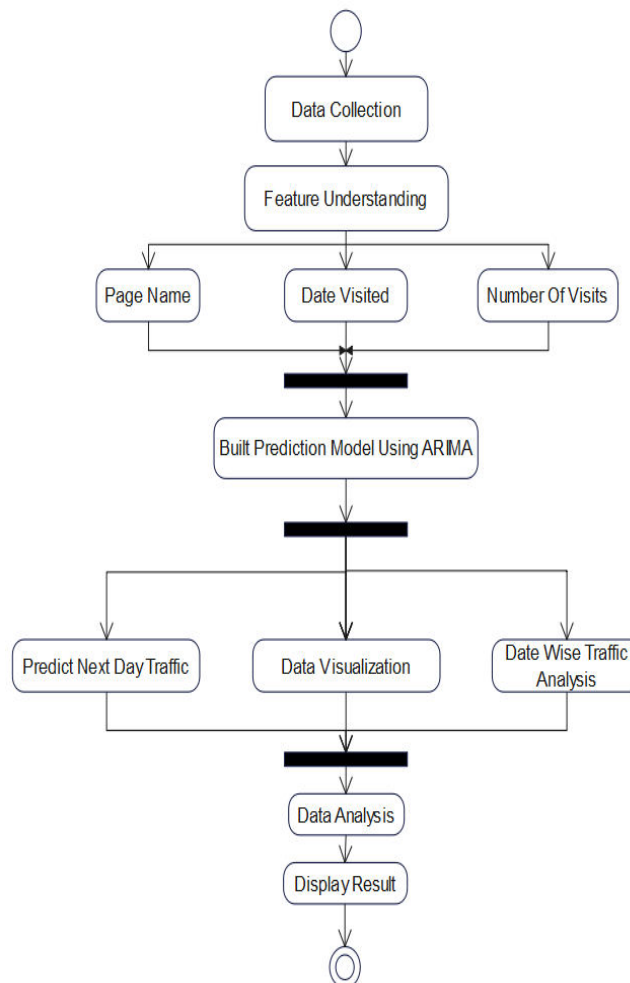 Data Collection
Feature Understanding
Page Name
Date Visited
Number Of Visits
Built Prediction Model Using ARIMA
Predict Next Day Traffic
Data Visualization
Date Wise Traffic
Analysis
Data Analysis
Display Result